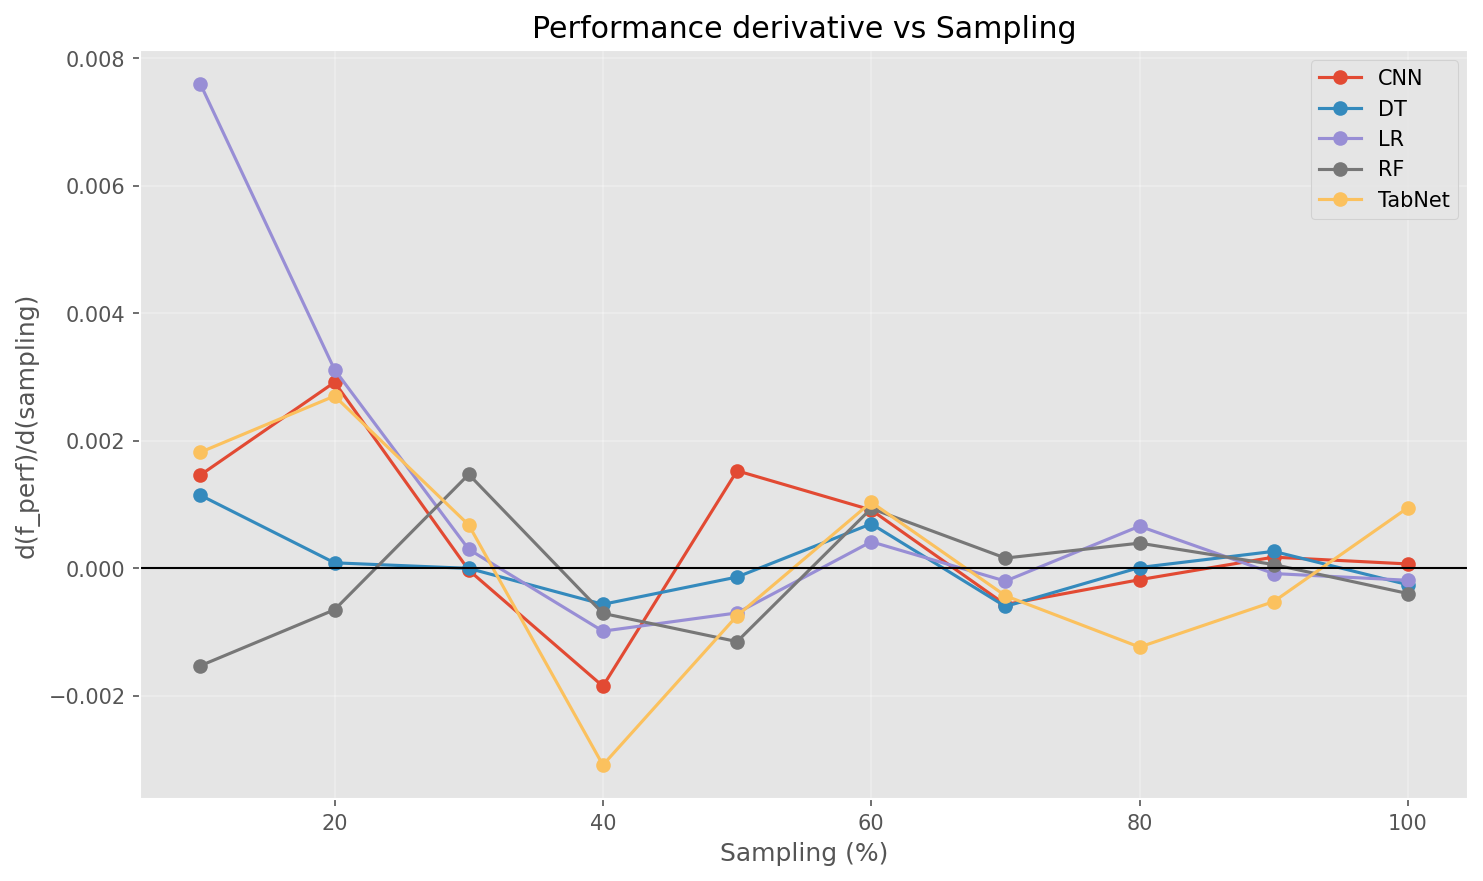 Performance derivative vs Sampling
CNN
DT
LR
RF
TabNet
d(f_perf)/d(sampling)
0.008
0.006
0.004
0.002
0.000
−0.002
20
40
60
80
100
Sampling (%)